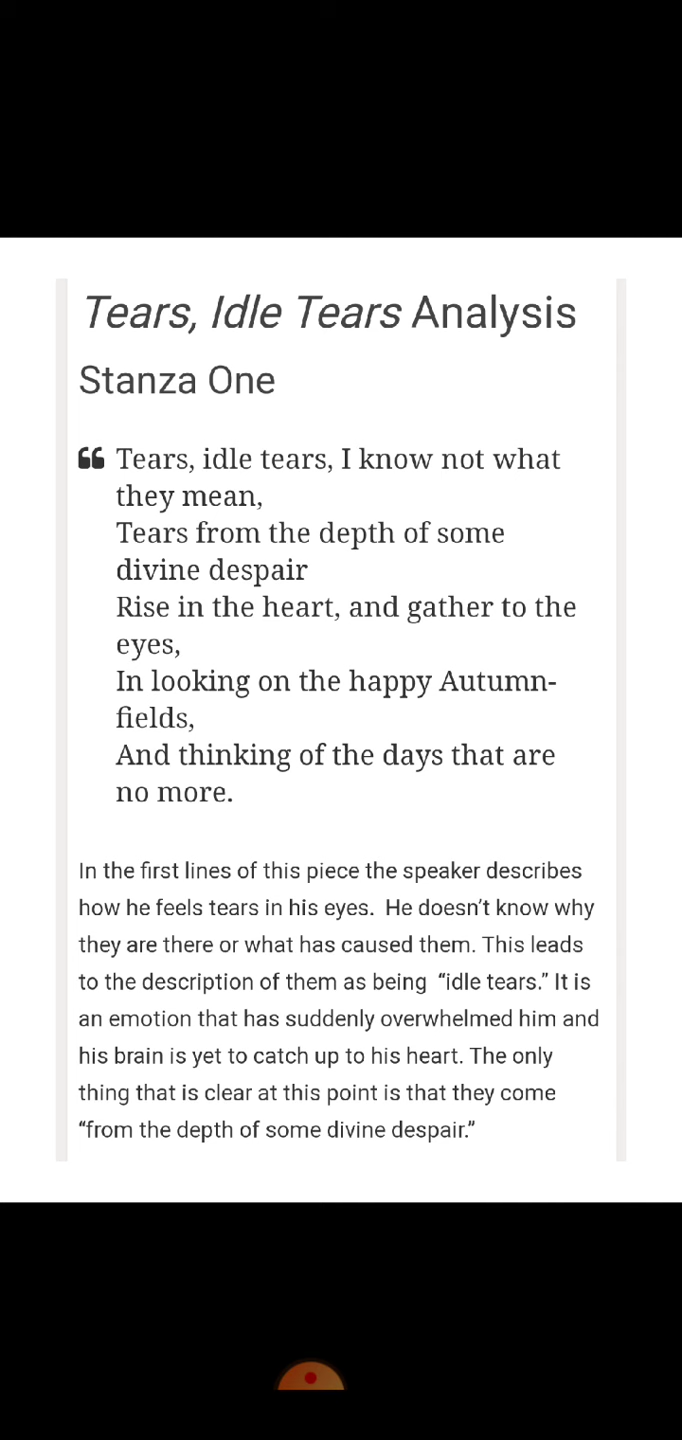 Tears, Idle Tears Analysis
Stanza One
❝ Tears, idle tears, I know not what
they mean,
Tears from the depth of some
divine despair
Rise in the heart, and gather to the
eyes,
In looking on the happy Autumn-
fields,
And thinking of the days that are
no more.
In the first lines of this piece the speaker describes
how he feels tears in his eyes.  He doesn’t know why
they are there or what has caused them. This leads
to the description of them as being  “idle tears.” It is
an emotion that has suddenly overwhelmed him and
his brain is yet to catch up to his heart. The only
thing that is clear at this point is that they come
“from the depth of some divine despair.”